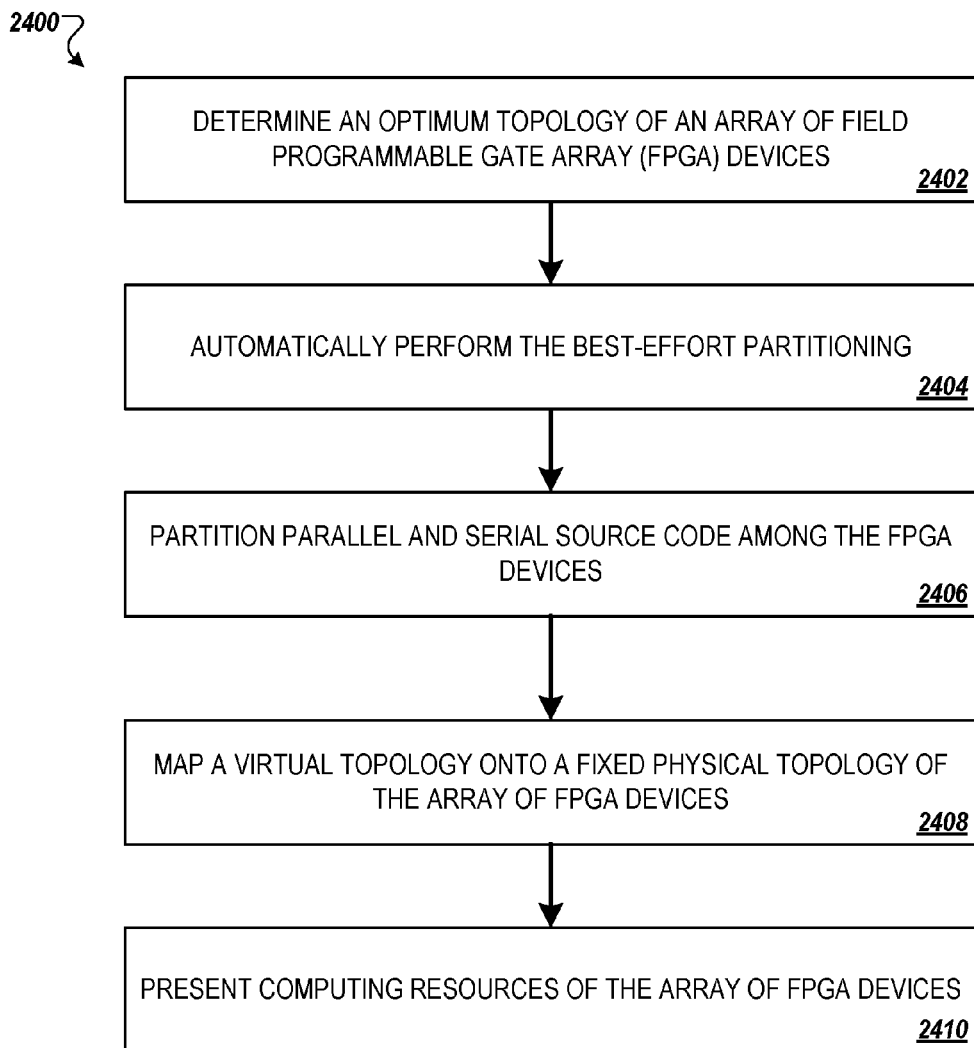 2400
DETERMINE AN OPTIMUM TOPOLOGY OF AN ARRAY OF FIELD
PROGRAMMABLE GATE ARRAY (FPGA) DEVICES
2402
AUTOMATICALLY PERFORM THE BEST-EFFORT PARTITIONING
2404
PARTITION PARALLEL AND SERIAL SOURCE CODE AMONG THE FPGA
DEVICES
2406
MAP A VIRTUAL TOPOLOGY ONTO A FIXED PHYSICAL TOPOLOGY OF
THE ARRAY OF FPGA DEVICES
2408
PRESENT COMPUTING RESOURCES OF THE ARRAY OF FPGA DEVICES
2410